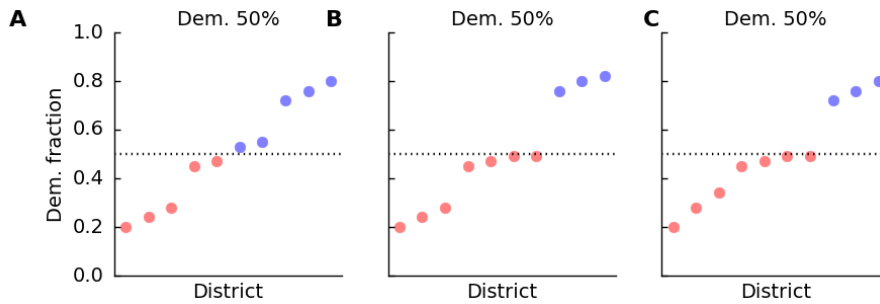 A Dem. 50%
B Dem. 50%
C Dem. 50%
Dem. fraction
1.0
0.8
0.6
0.4
0.2
0.0
District
District
District